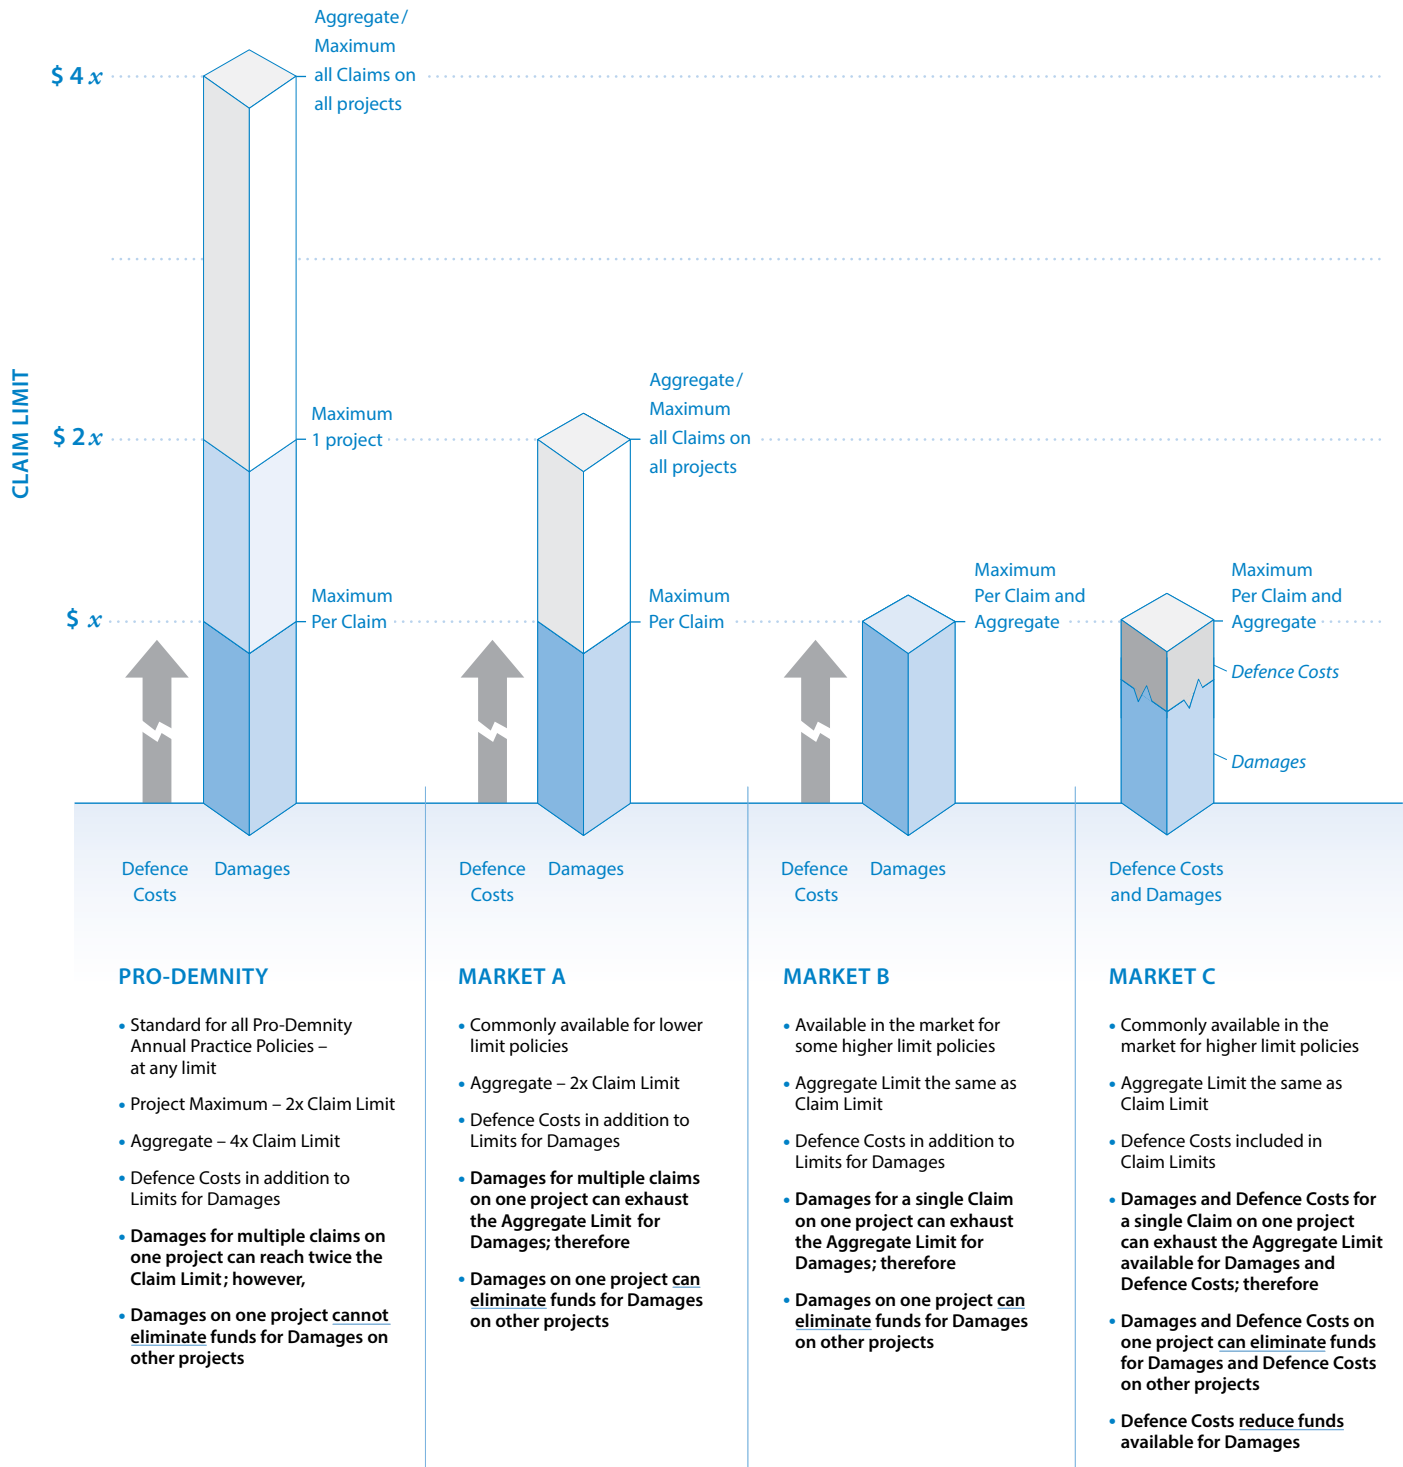 Aggregate/
Maximum
all Claims on
all projects
$ 4 x
CLAIM LIMIT
Aggregate/
Maximum
all Claims on
all projects
Maximum
1 project
$ 2x
Maximum
Per Claim
Maximum
Per Claim
Maximum
Per Claim and
Aggregate
Maximum
Per Claim and
Aggregate
$ x
Defence Costs
Damages
Defence
Costs
Damages
Defence
Costs
Damages
Defence
Costs
Damages
Defence Costs
and Damages
PRO-DEMNITY
• Standard for all Pro-Demnity
Annual Practice Policies –
at any limit
• Project Maximum – 2x Claim Limit
• Aggregate – 4x Claim Limit
• Defence Costs in addition to
Limits for Damages
• Damages for multiple claims on
one project can reach twice the
Claim Limit; however,
• Damages on one project cannot
eliminate funds for Damages on
other projects
MARKET A
• Commonly available for lower
limit policies
• Aggregate – 2x Claim Limit
• Defence Costs in addition to
Limits for Damages
• Damages for multiple claims
on one project can exhaust
the Aggregate Limit for
Damages; therefore
• Damages on one project can
eliminate funds for Damages
on other projects
MARKET B
• Available in the market for
some higher limit policies
• Aggregate Limit the same as
Claim Limit
• Defence Costs in addition to
Limits for Damages
• Damages for a single Claim
on one project can exhaust
the Aggregate Limit for
Damages; therefore
• Damages on one project can
eliminate funds for Damages
on other projects
MARKET C
• Commonly available in the
market for higher limit policies
• Aggregate Limit the same as
Claim Limit
• Defence Costs included in
Claim Limits
• Damages and Defence Costs for
a single Claim on one project
can exhaust the Aggregate Limit
available for Damages and
Defence Costs; therefore
• Damages and Defence Costs on
one project can eliminate funds
for Damages and Defence Costs
on other projects
• Defence Costs reduce funds
available for Damages